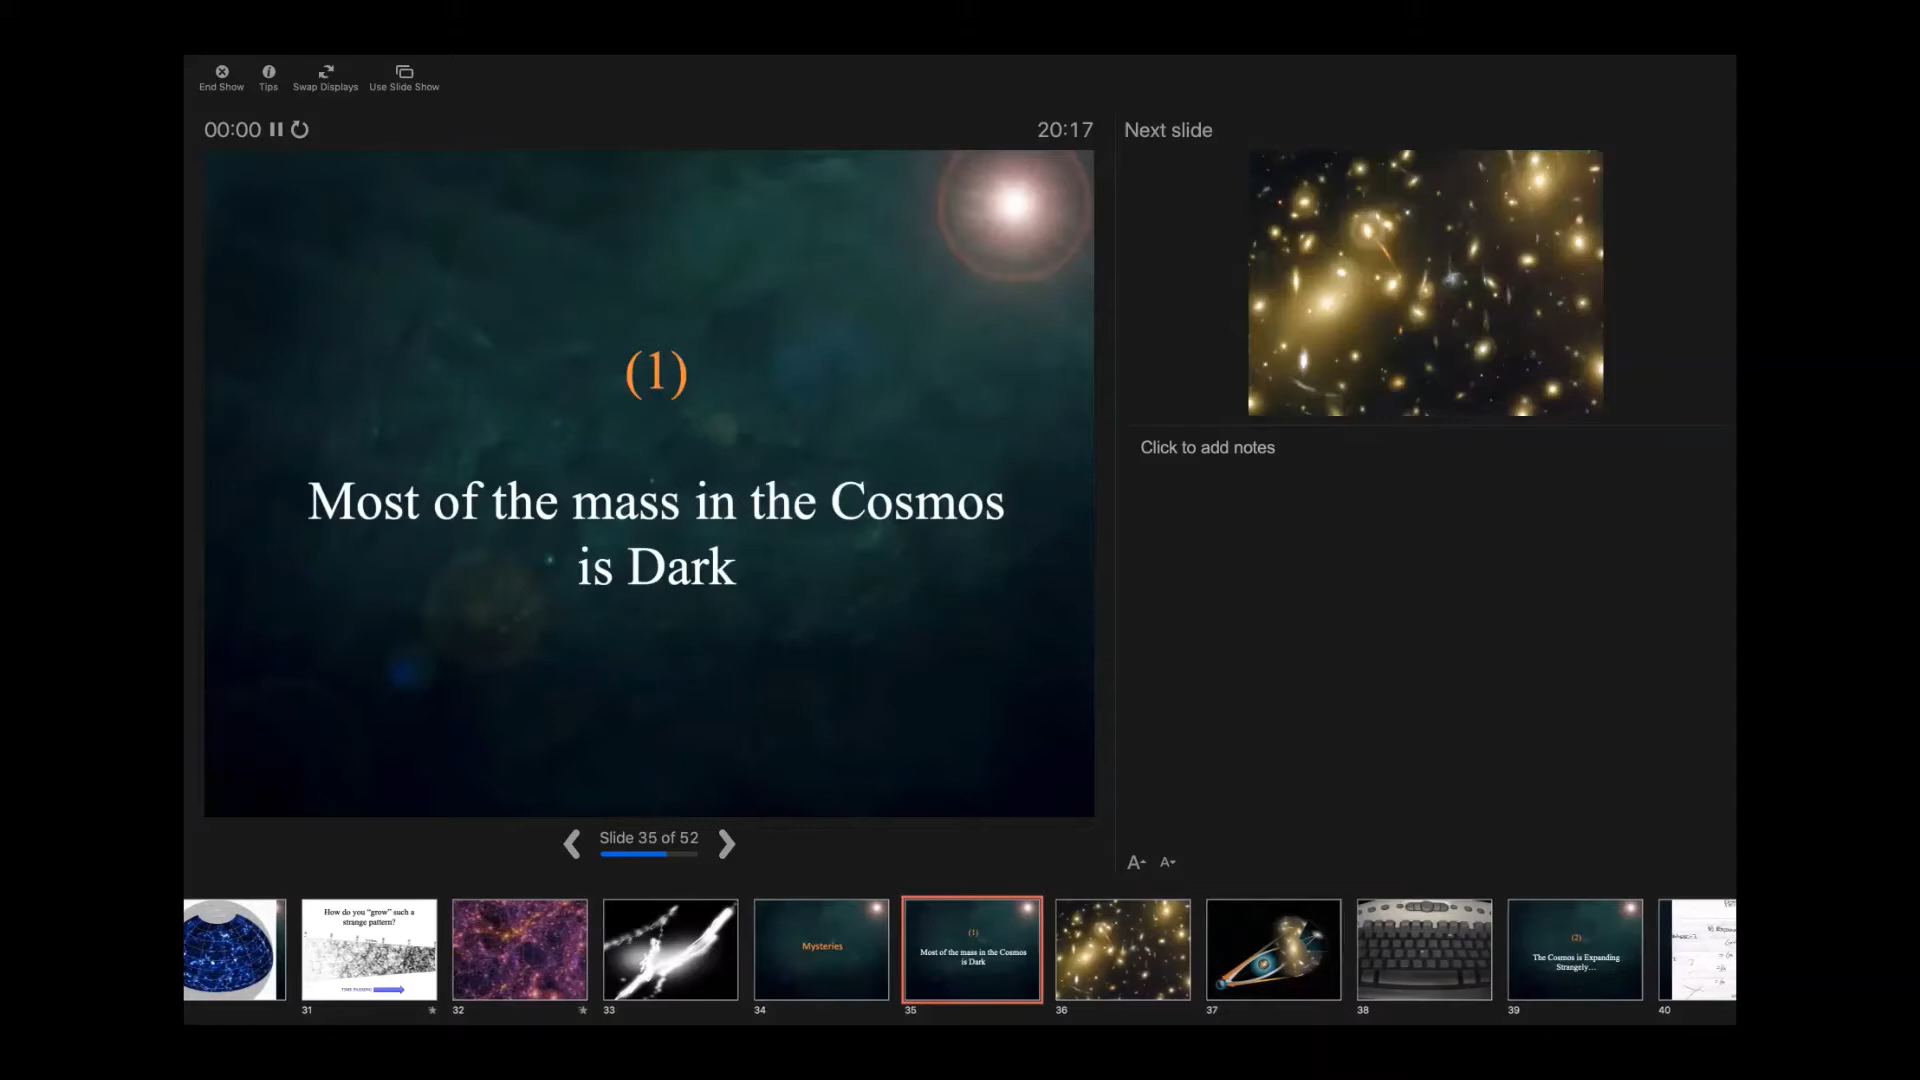 End Show
Tips
Swap Displays
Use Slide Show
00:00
20:17
Next slide
(1)
Most of the mass in the Cosmos
is Dark
Click to add notes
Slide 35 of 52
A
A
How do you "grow" such a
strange pattern?
TIME PASSING
Mysteries
(1)
Most of the mass in the Cosmos
is Dark
(2)
The Cosmos is Expanding
Strangely...
31
32
33
34
35
36
37
38
39
40